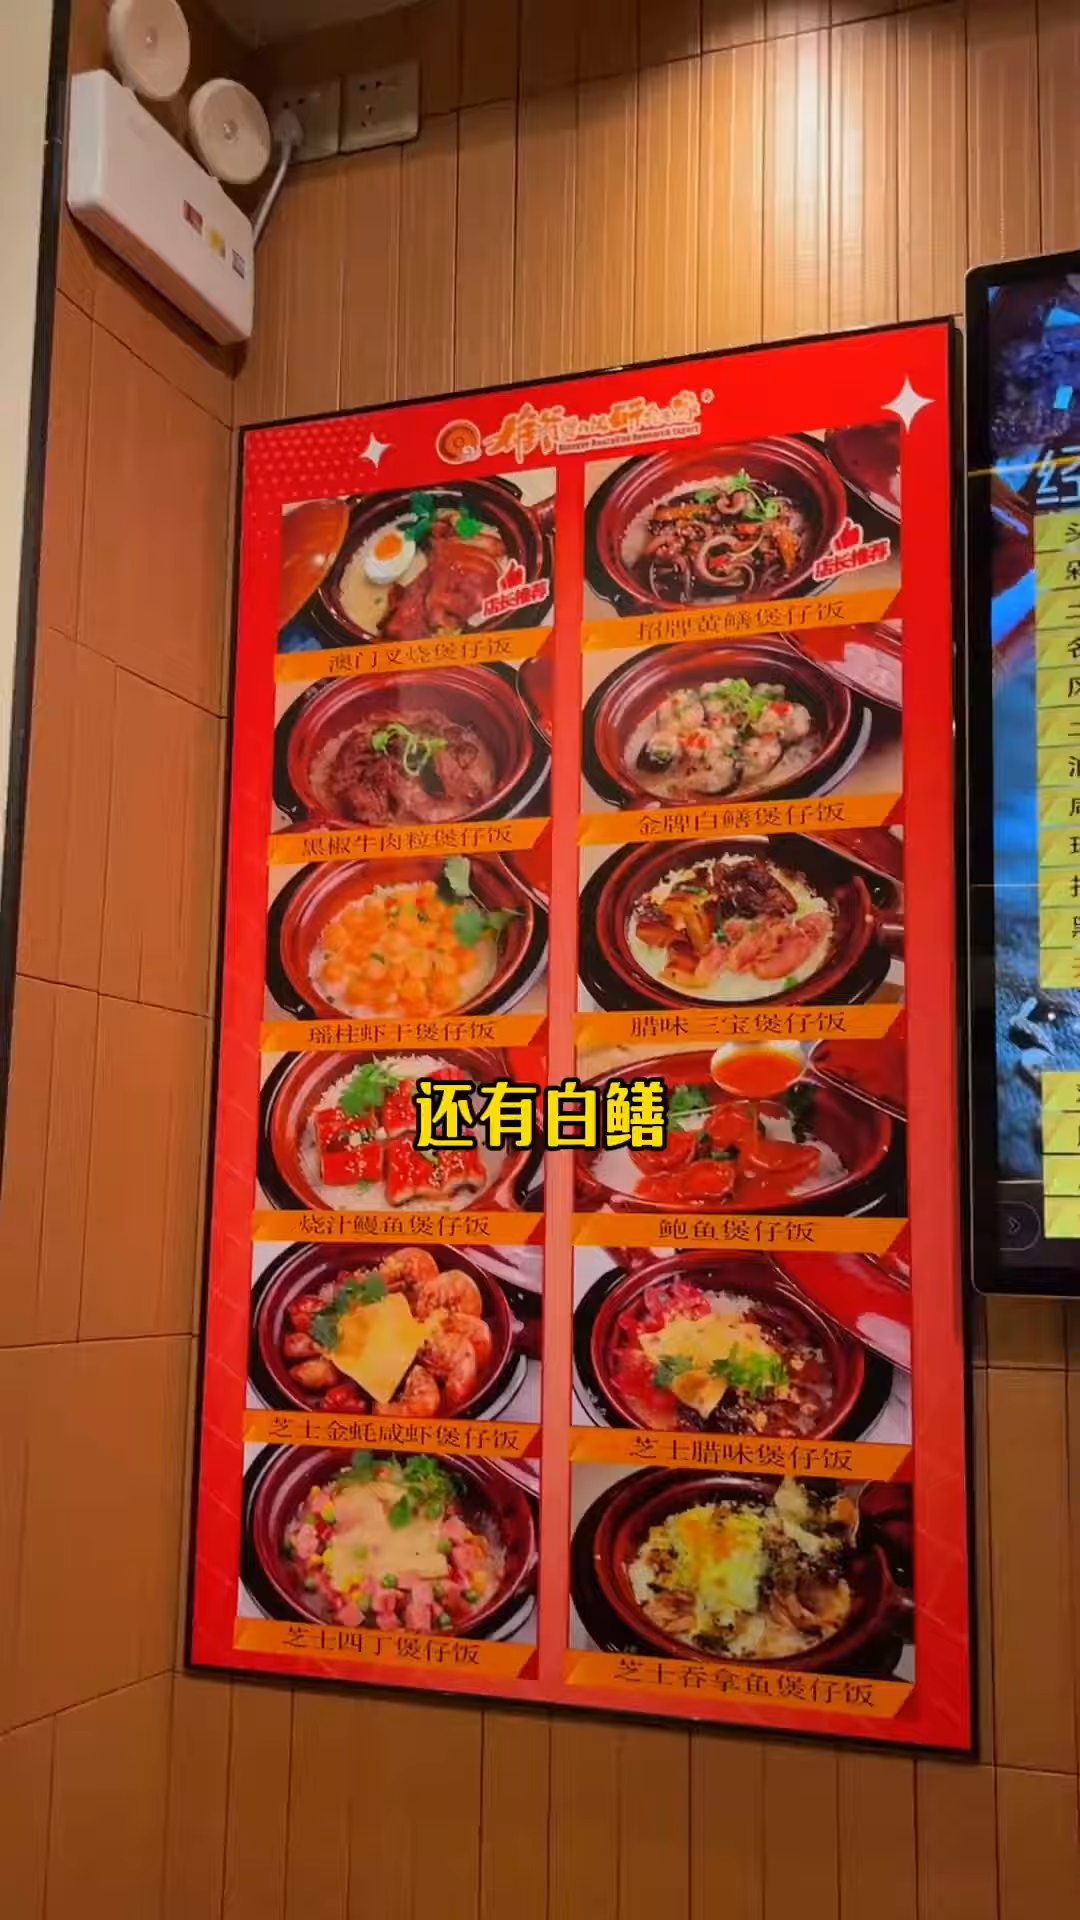 店长推荐
店长推荐
澳门叉烧煲仔饭
招牌黄鳝煲仔饭
黑椒牛肉粒煲仔饭
金牌白鳝煲仔饭
瑶柱虾干煲仔饭
腊味三宝煲仔饭
还有白鳝
烧汁鳗鱼煲仔饭
鲍鱼煲仔饭
芝士金蚝咸虾煲仔饭
芝士腊味煲仔饭
芝士四丁煲仔饭
芝士吞拿鱼煲仔饭